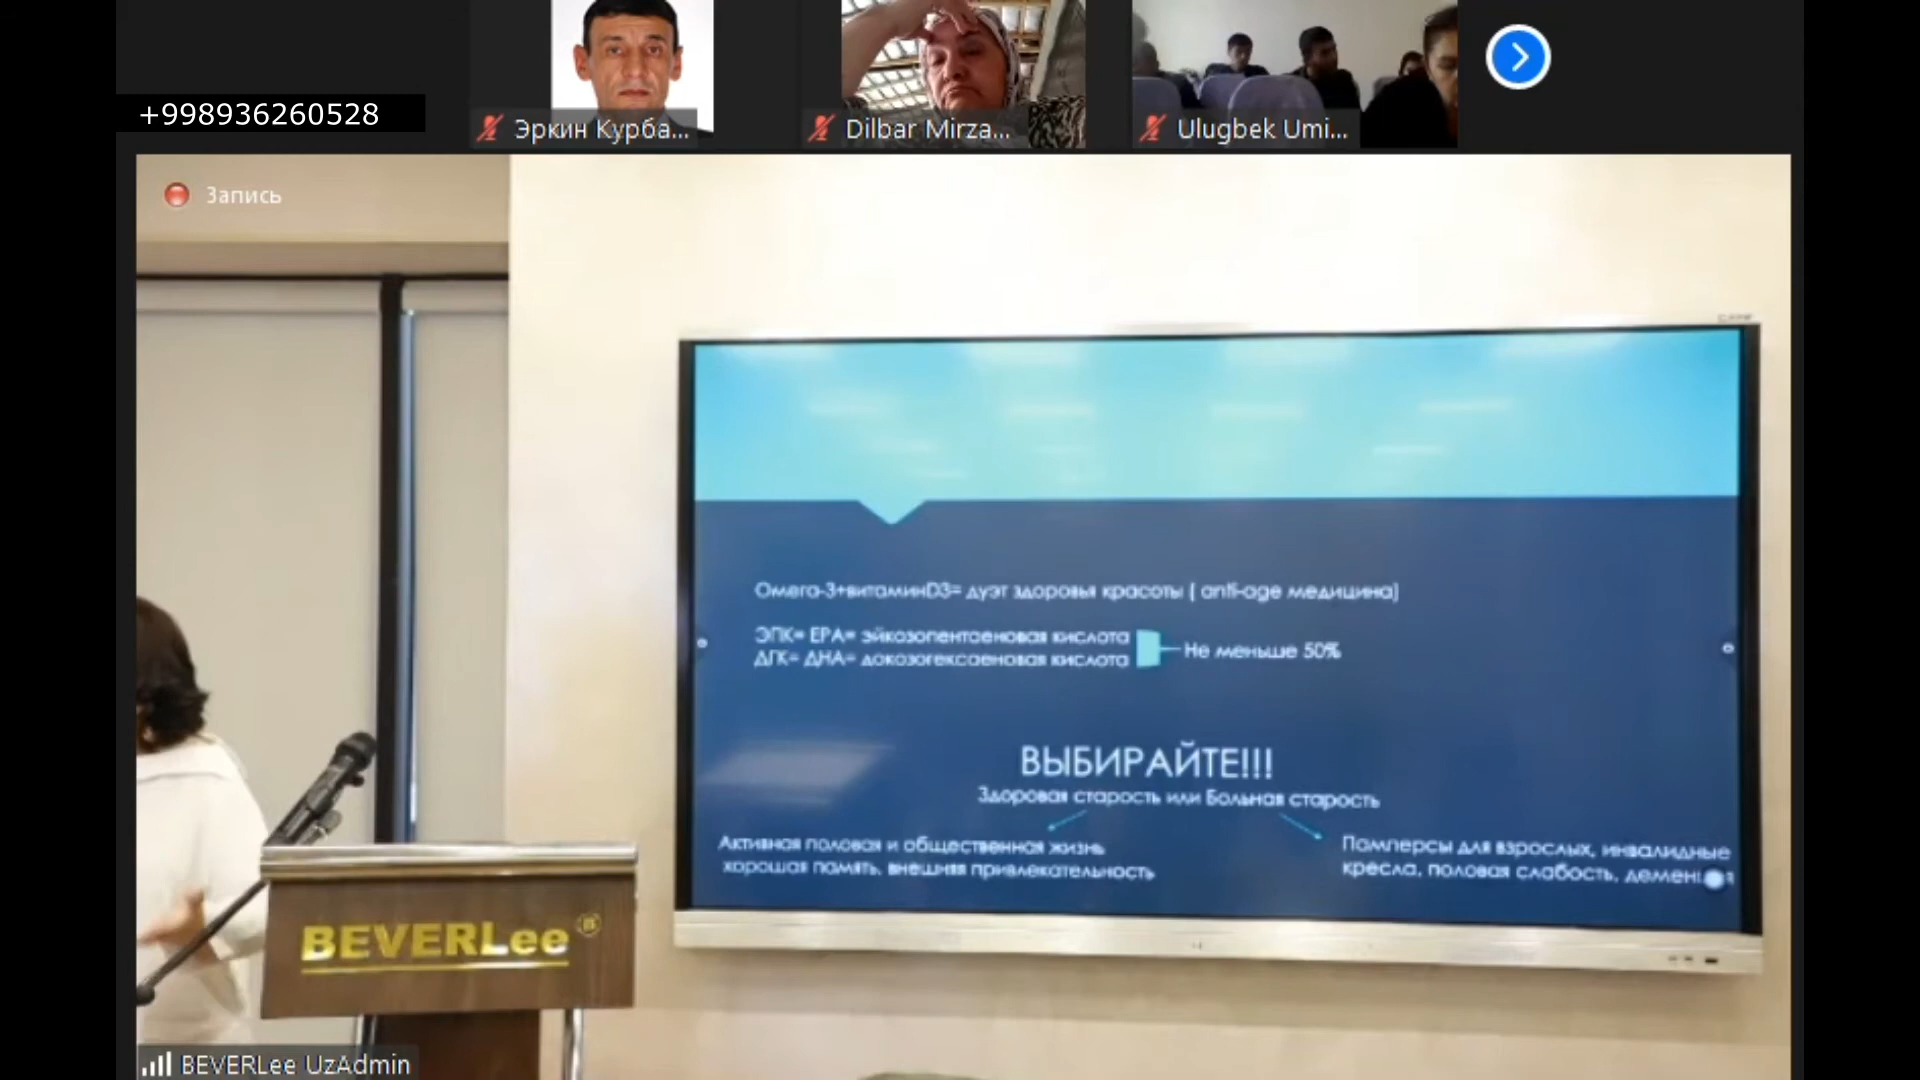 +998936260528
Эркин Курба...
Dilbar Mirza...
Ulugbek Umi...
Запись
Омега-3+витаминD3= дуэт здоровья красоты ( anti-age медицина)
ЭПК= EPA= эйкозопентаеновая кислота
ДГК= ДНА= докозогексаеновая кислота
Не меньше 50%
ВЫБИРАЙТЕ!!!
Здоровая старость или Больная старость
Активная половая и общественная жизнь
хорошая память, внешняя привлекательность
Памперсы для взрослых, инвалидные
кресла, половая слабость,
BEVERLee
BEVERLee UzAdmin